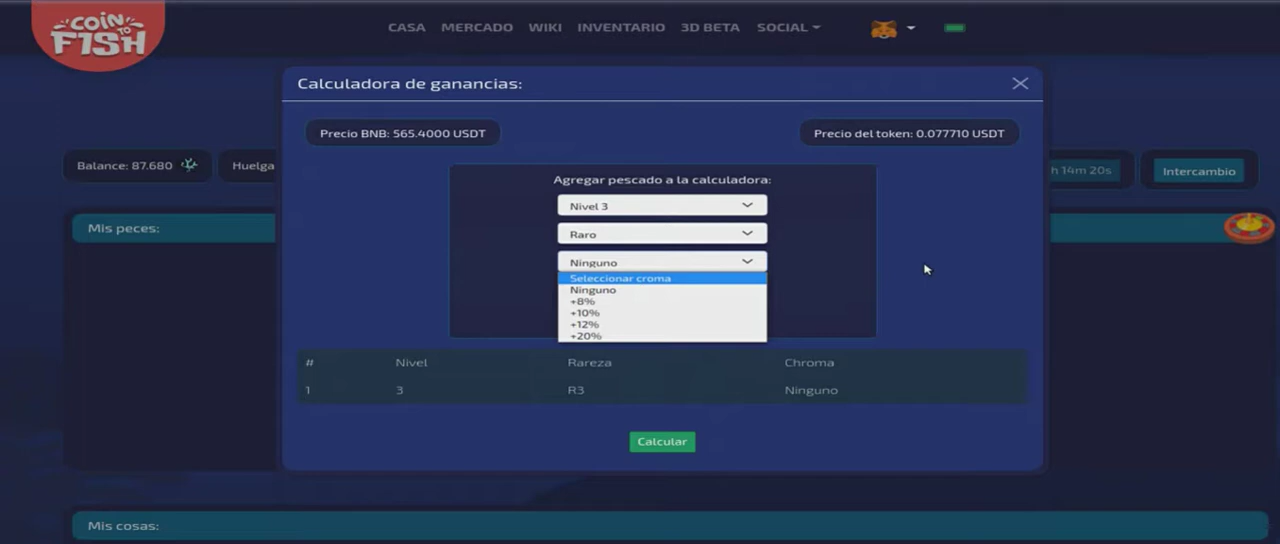 COIN TO FISH
CASA MERCADO WIKI INVENTARIO 3D BETA SOCIAL
Calculadora de ganancias:
Precio BNB: 565.4000 USDT
Precio del token: 0.077710 USDT
Balance: 87.680
Huelga
h 14m 20s
Intercambio
Agregar pescado a la calculadora:
Nivel 3
Raro
Ninguno
Seleccionar croma
Ninguno
+8%
+10%
+12%
+20%
Mis peces:
# Nivel Rareza Chroma
1 3 R3 Ninguno
Calcular
Mis cosas: